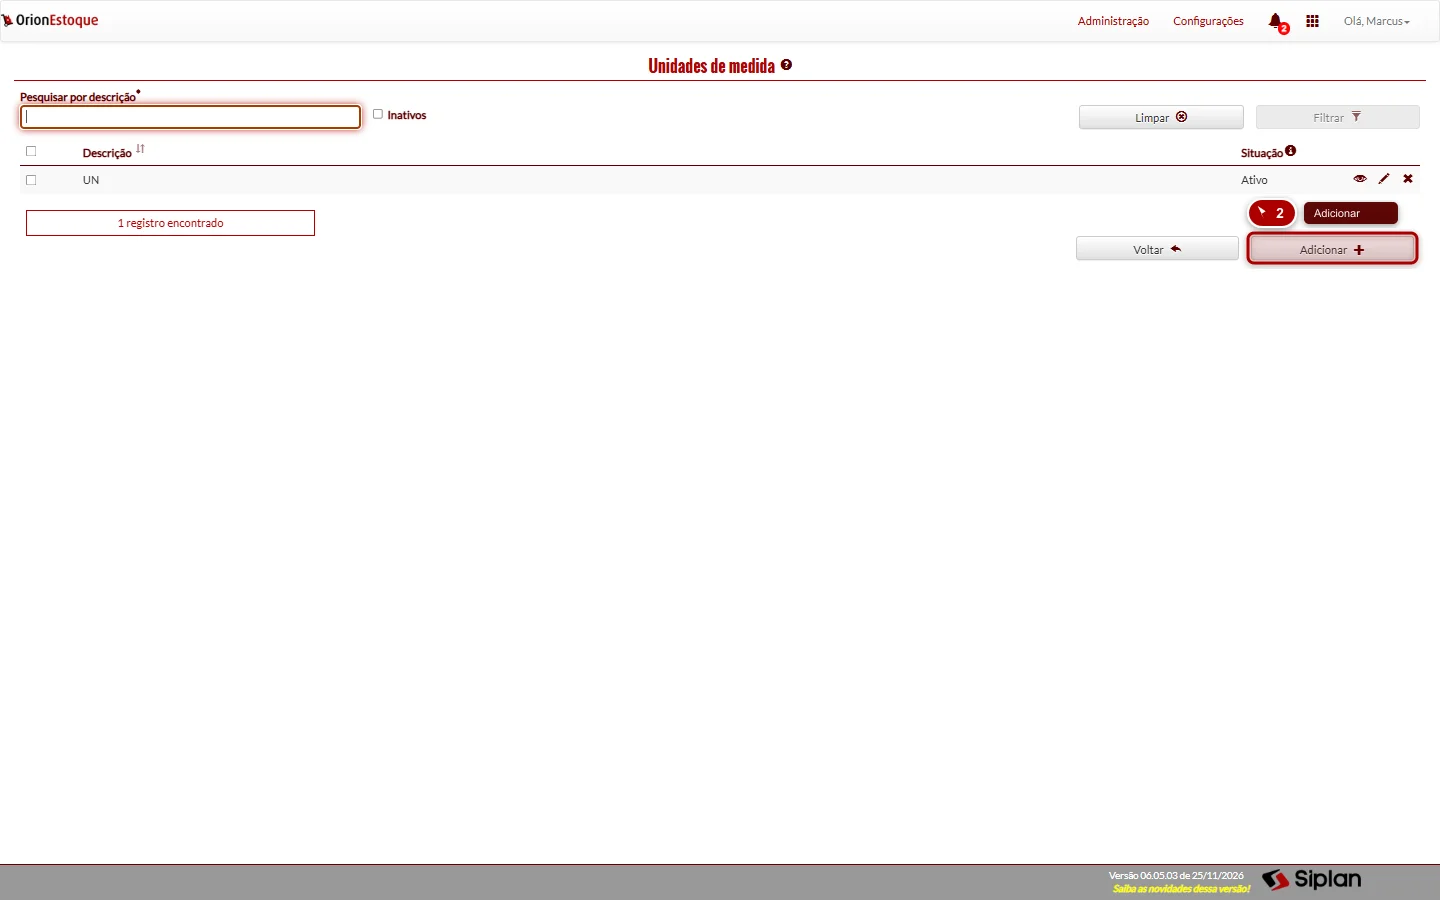 OrionEstoque
Administração Configurações 2 Olá, Marcus
Unidades de medida ?
Pesquisar por descrição*
Inativos
Limpar Filtrar
Descrição Situação
UN Ativo
1 registro encontrado
2 Adicionar
Voltar Adicionar
Versão 06.05.03 de 25/11/2026
Saiba as novidades dessa versão!
Siplan